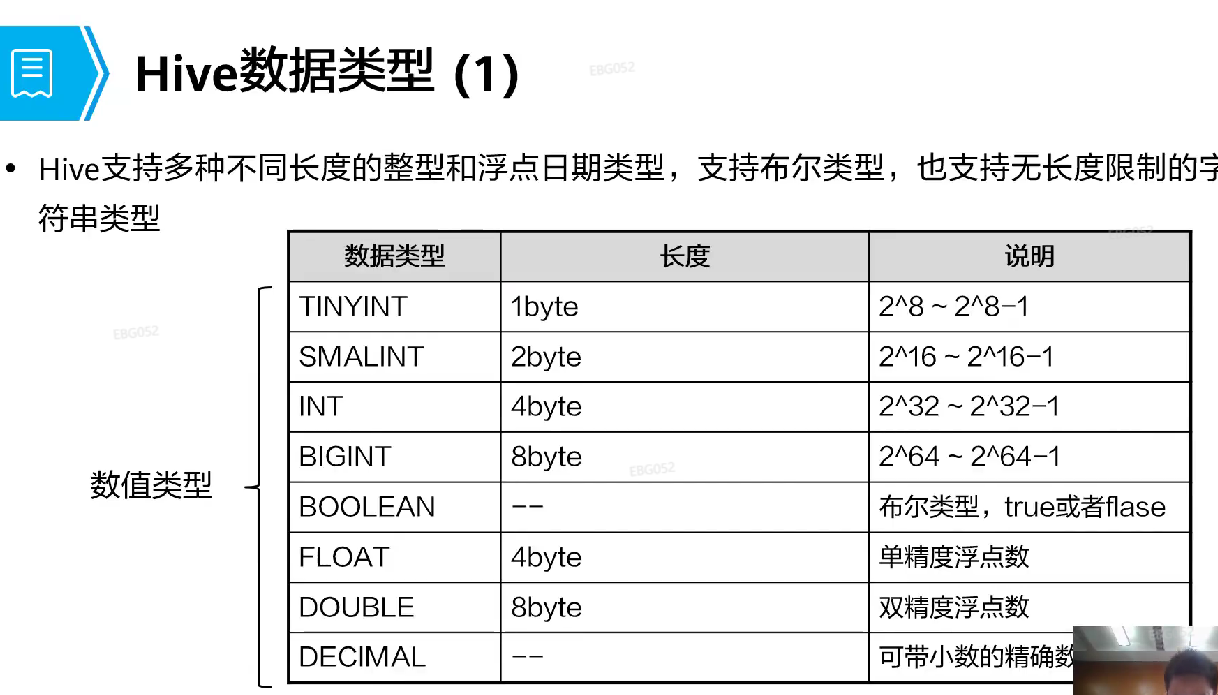 Hive数据类型 (1)
EBG052
• Hive支持多种不同长度的整型和浮点日期类型，支持布尔类型，也支持无长度限制的字
符串类型
数据类型 长度 说明
EBG052
TINYINT 1byte 2^8 ~ 2^8-1
EBG052
SMALINT 2byte 2^16 ~ 2^16-1
INT 4byte 2^32 ~ 2^32-1
BIGINT 8byte 2^64 ~ 2^64-1
EBG052
数值类型
BOOLEAN -- 布尔类型，true或者flase
FLOAT 4byte 单精度浮点数
DOUBLE 8byte 双精度浮点数
DECIMAL -- 可带小数的精确数